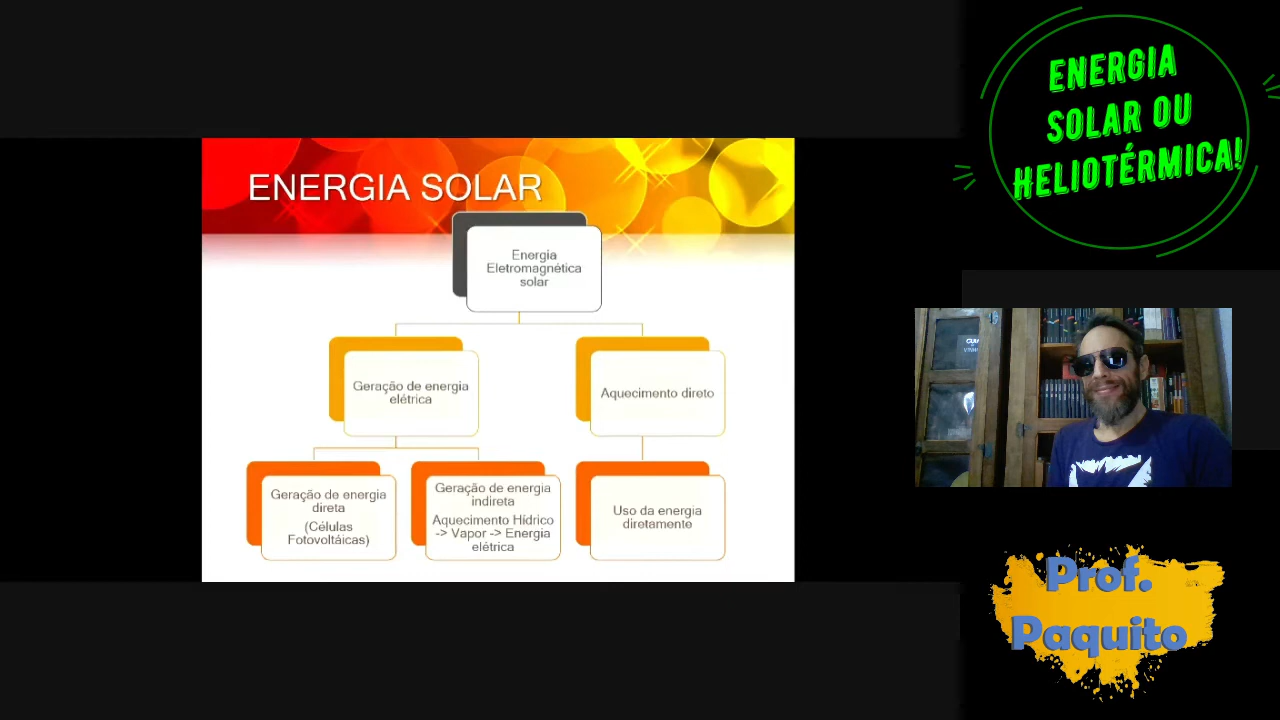 ENERGIA SOLAR
Energia
Eletromagnética
solar
Geração de energia
elétrica
Aquecimento direto
Geração de energia
direta
(Células
Fotovoltáicas)
Geração de energia
indireta
Aquecimento Hídrico
-> Vapor -> Energia
elétrica
Uso da energia
diretamente
ENERGIA
SOLAR OU
HELIOTÉRMICA!
Prof.
Paquito